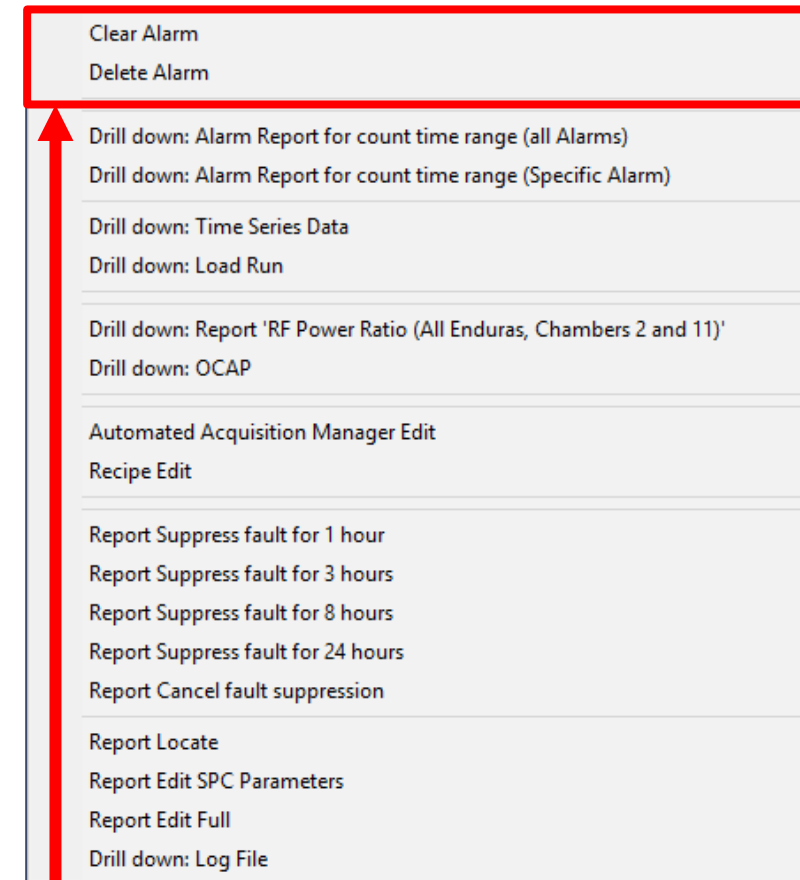 Clear Alarm
Delete Alarm
Drill down: Alarm Report for count time range (all Alarms)
Drill down: Alarm Report for count time range (Specific Alarm)
Drill down: Time Series Data
Drill down: Load Run
Drill down: Report 'RF Power Ratio (All Enduras, Chambers 2 and 11)'
Drill down: OCAP
Automated Acquisition Manager Edit
Recipe Edit
Report Suppress fault for 1 hour
Report Suppress fault for 3 hours
Report Suppress fault for 8 hours
Report Suppress fault for 24 hours
Report Cancel fault suppression
Report Locate
Report Edit SPC Parameters
Report Edit Full
Drill down: Log File